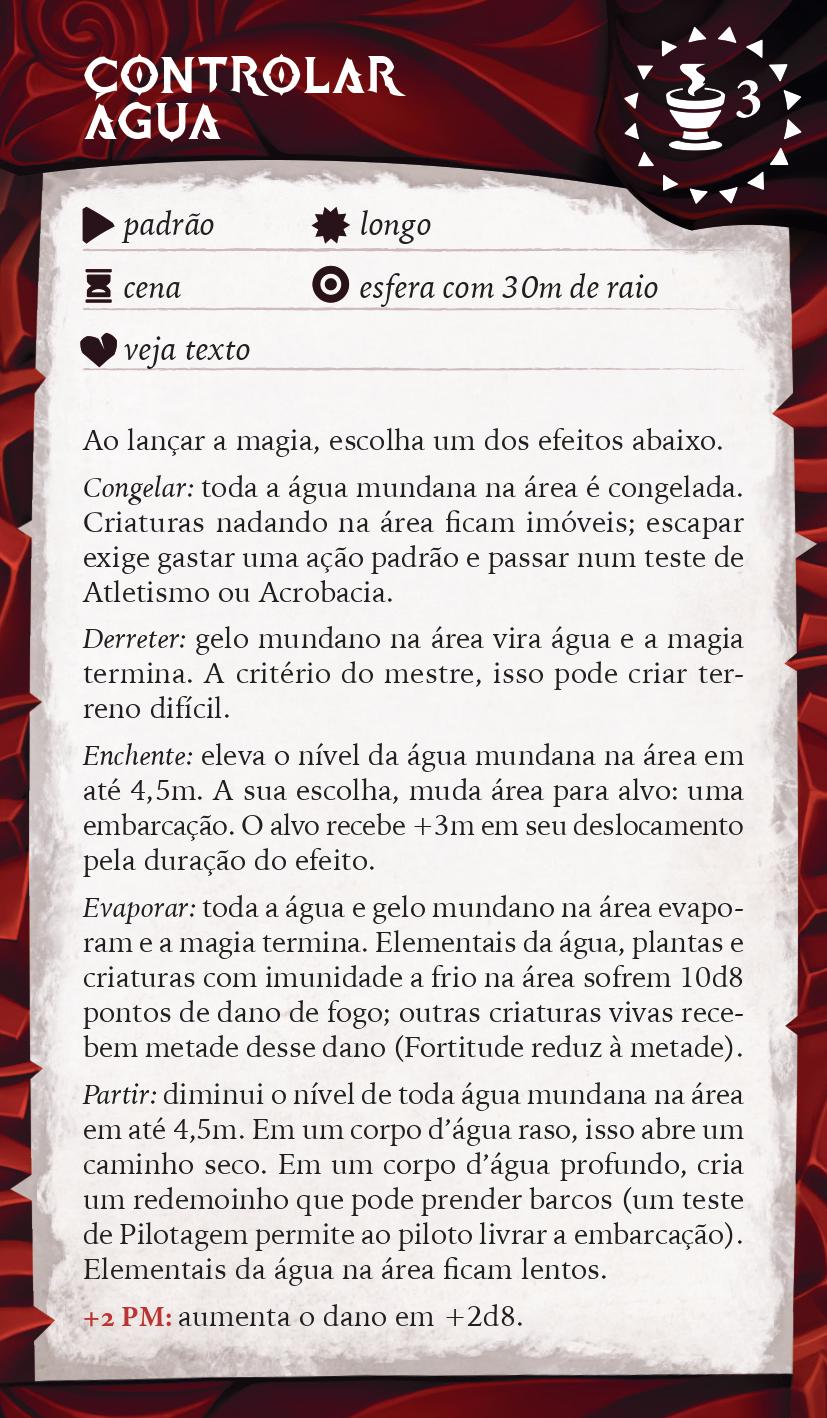 CONTROLAR
ÁGUA
3
padrão longo
cena esfera com 30m de raio
veja texto
Ao lançar a magia, escolha um dos efeitos abaixo.
Congelar: toda a água mundana na área é congelada.
Criaturas nadando na área ficam imóveis; escapar
exige gastar uma ação padrão e passar num teste de
Atletismo ou Acrobacia.
Derreter: gelo mundano na área vira água e a magia
termina. A critério do mestre, isso pode criar ter-
reno difícil.
Enchente: eleva o nível da água mundana na área em
até 4,5m. A sua escolha, muda área para alvo: uma
embarcação. O alvo recebe +3m em seu deslocamento
pela duração do efeito.
Evaporar: toda a água e gelo mundano na área evapo-
ram e a magia termina. Elementais da água, plantas e
criaturas com imunidade a frio na área sofrem 10d8
pontos de dano de fogo; outras criaturas vivas rece-
bem metade desse dano (Fortitude reduz à metade).
Partir: diminui o nível de toda água mundana na área
em até 4,5m. Em um corpo d’água raso, isso abre um
caminho seco. Em um corpo d’água profundo, cria
um redemoinho que pode prender barcos (um teste
de Pilotagem permite ao piloto livrar a embarcação).
Elementais da água na área ficam lentos.
+2 PM: aumenta o dano em +2d8.